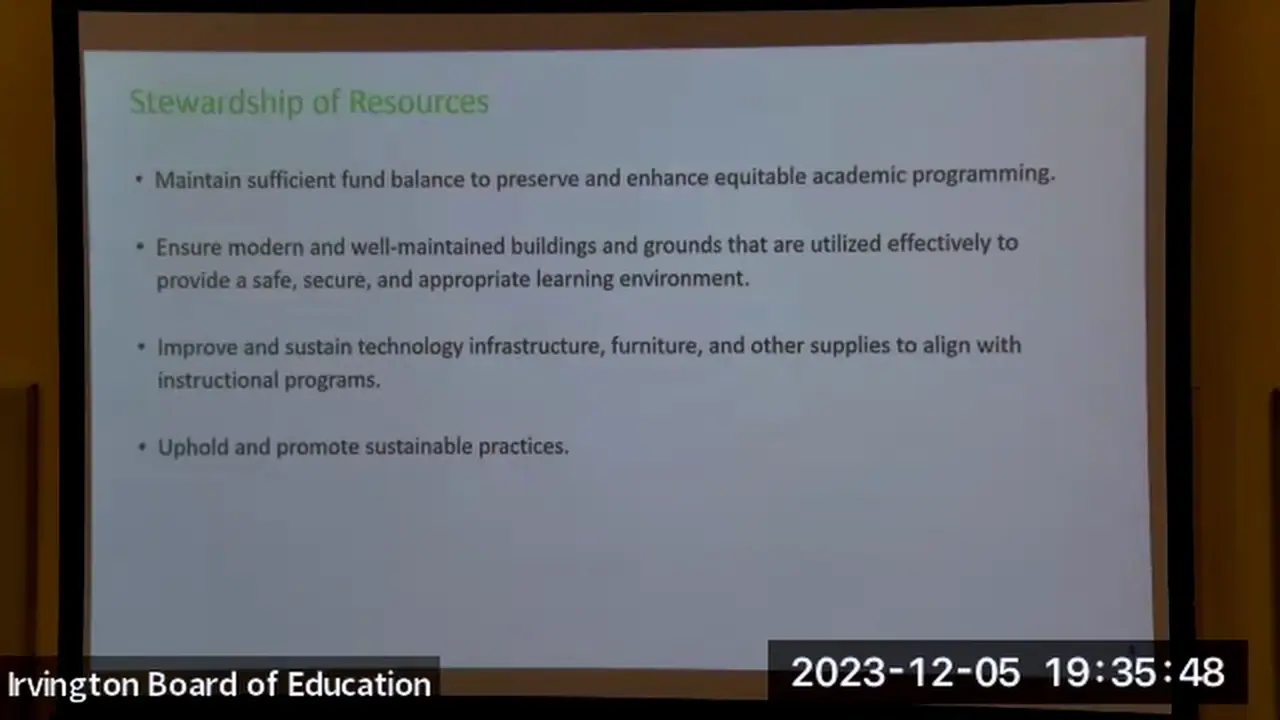 Stewardship of Resources
• Maintain sufficient fund balance to preserve and enhance equitable academic programming.
• Ensure modern and well-maintained buildings and grounds that are utilized effectively to
provide a safe, secure, and appropriate learning environment.
• Improve and sustain technology infrastructure, furniture, and other supplies to align with
instructional programs.
• Uphold and promote sustainable practices.
Irvington Board of Education
2023-12-05 19:35:48